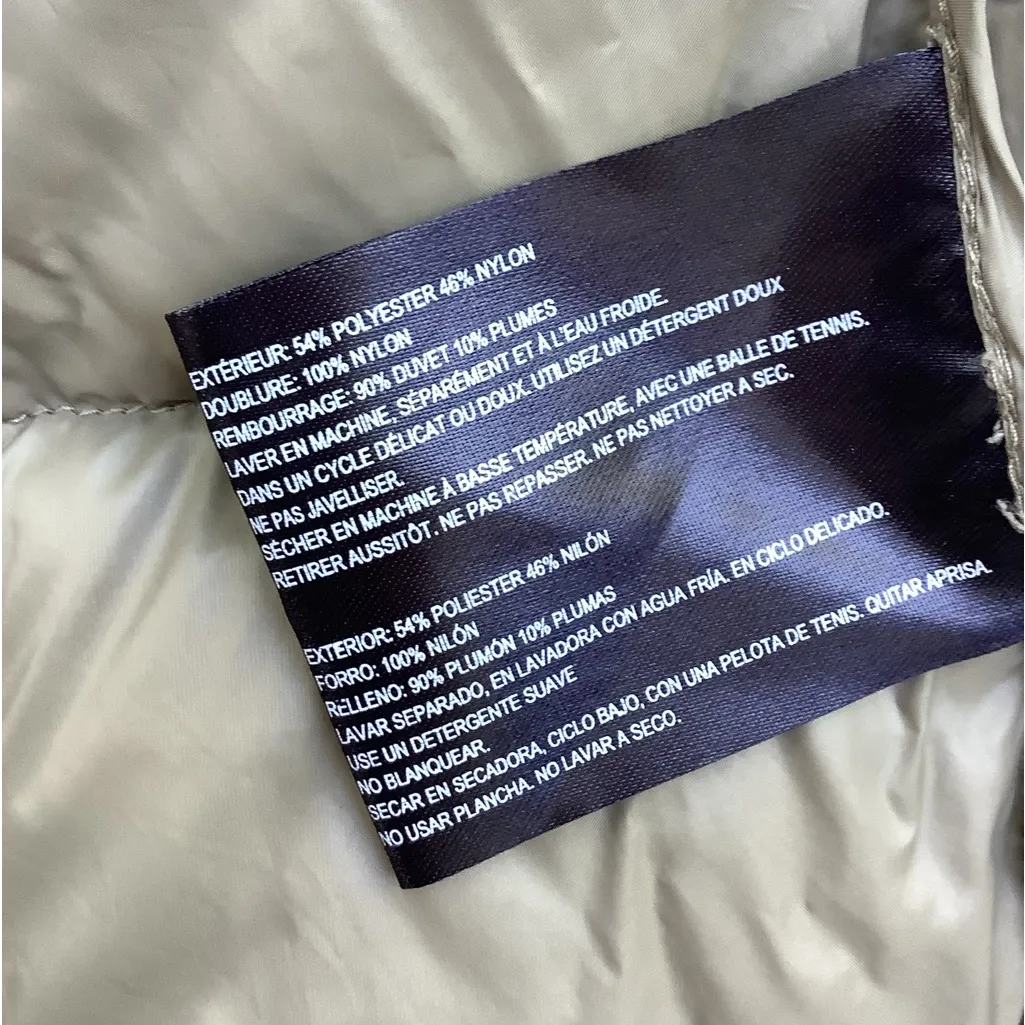 EXTÉRIEUR: 54% POLYESTER 46% NYLON
DOUBLURE: 100% NYLON
REMBOURRAGE: 90% DUVET 10% PLUMES
LAVER EN MACHINE, SÉPARÉMENT ET À L'EAU FROIDE.
DANS UN CYCLE DÉLICAT OU DOUX. UTILISEZ UN DÉTERGENT DOUX
NE PAS JAVELLISER.
SÉCHER EN MACHINE À BASSE TEMPÉRATURE, AVEC UNE BALLE DE TENNIS.
RETIRER AUSSITÔT. NE PAS REPASSER. NE PAS NETTOYER A SEC.
EXTERIOR: 54% POLIESTER 46% NILÓN
FORRO: 100% NILÓN
RELLENO: 90% PLUMÓN 10% PLUMAS
LAVAR SEPARADO, EN LAVADORA CON AGUA FRÍA. EN CICLO DELICADO.
USE UN DETERGENTE SUAVE
NO BLANQUEAR.
SECAR EN SECADORA, CICLO BAJO, CON UNA PELOTA DE TENIS. QUITAR APRISA.
NO USAR PLANCHA. NO LAVAR A SECO.